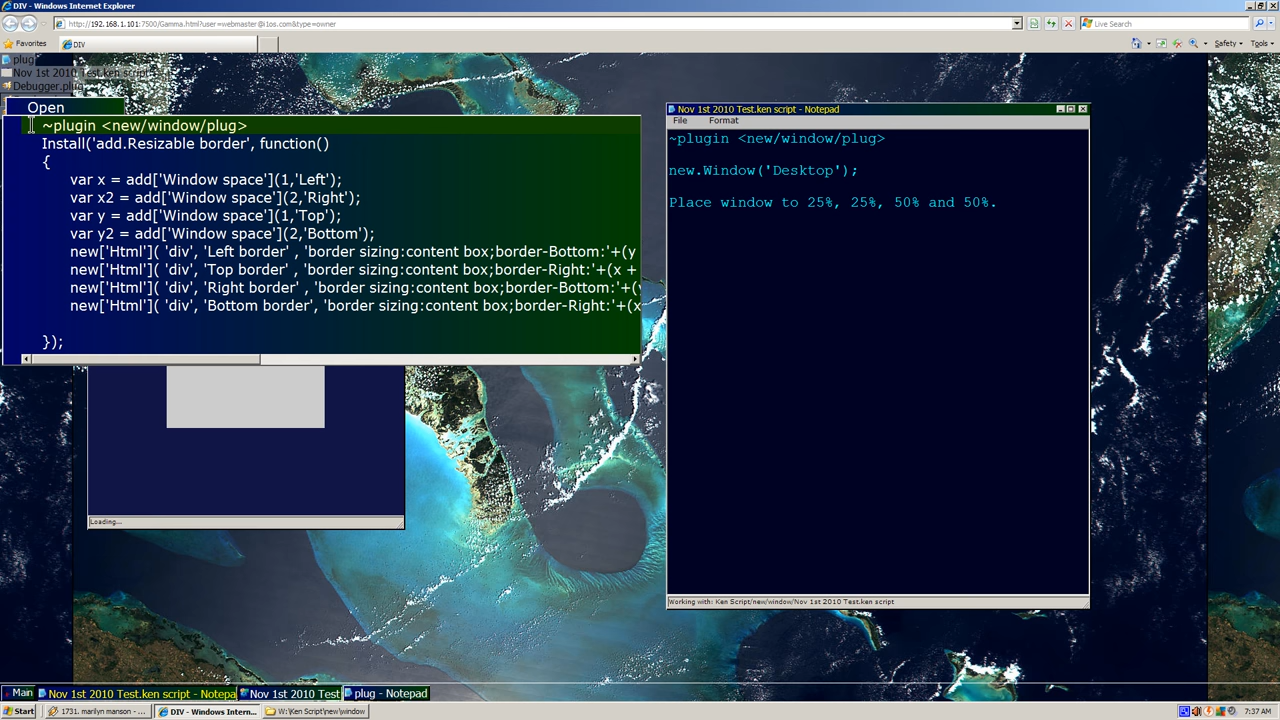 DIV - Windows Internet Explorer
http://192.168.1.101:7500/Gamma.html?user=webmaster@i1os.com&type=owner
Live Search
Favorites
DIV
Safety
Tools
plug
Nov 1st 2010 Test.ken script
Debugger.plug
Open
~plugin <new/window/plug>
Install('add.Resizable border', function()
{
var x = add['Window space'](1,'Left');
var x2 = add['Window space'](2,'Right');
var y = add['Window space'](1,'Top');
var y2 = add['Window space'](2,'Bottom');
new['Html']( 'div', 'Left border' , 'border sizing:content box;border-Bottom:'+(y
new['Html']( 'div', 'Top border' , 'border sizing:content box;border-Right:'+(x +
new['Html']( 'div', 'Right border' , 'border sizing:content box;border-Bottom:'+(y
new['Html']( 'div', 'Bottom border', 'border sizing:content box;border-Right:'+(x
});
Loading...
Nov 1st 2010 Test.ken script - Notepad
File Format
~plugin <new/window/plug>
new.Window('Desktop');
Place window to 25%, 25%, 50% and 50%.
Working with: Ken Script/new/window/Nov 1st 2010 Test.ken script
Main
Nov 1st 2010 Test.ken script - Notepa
Nov 1st 2010 Test
plug - Notepad
Start
1731. marilyn manson - ...
DIV - Windows Intern...
W:\Ken Script\new\window
7:37 AM